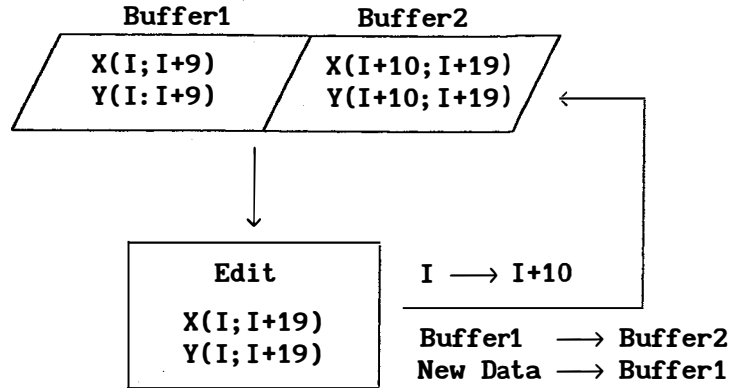 Buffer1 Buffer2
X(I;I+9) X(I+10;I+19)
Y(I:I+9) Y(I+10;I+19)
Edit
X(I;I+19)
Y(I;I+19)
I ⟶ I+10
Buffer1 ⟶ Buffer2
New Data ⟶ Buffer1